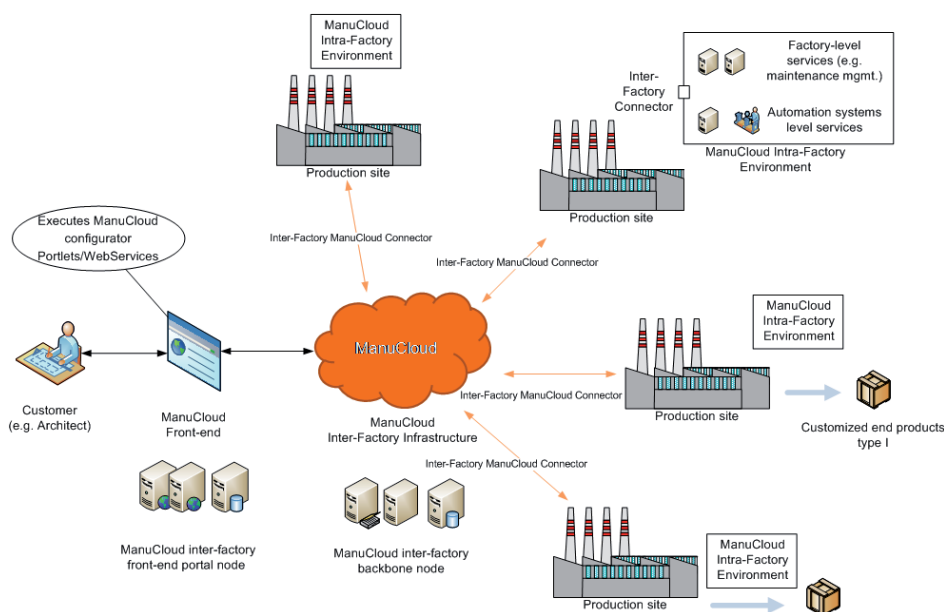 ManuCloud
Intra-Factory
Environment
Production site
Inter-
Factory
Connector
Factory-level
services (e.g.
maintenance mgmt.)
Automation systems
level services
ManuCloud Intra-Factory
Environment
Production site
Executes ManuCloud
configurator
Portlets/WebServices
Inter-Factory ManuCloud Connector
Inter-Factory ManuCloud Connector
ManuCloud
ManuCloud
Intra-Factory
Environment
Customer
(e.g. Architect)
ManuCloud
Front-end
ManuCloud
Inter-Factory Infrastructure
Inter-Factory ManuCloud Connector
Production site
Customized end products
type I
Inter-Factory ManuCloud Connector
ManuCloud inter-factory
front-end portal node
ManuCloud inter-factory
backbone node
ManuCloud
Intra-Factory
Environment
Production site